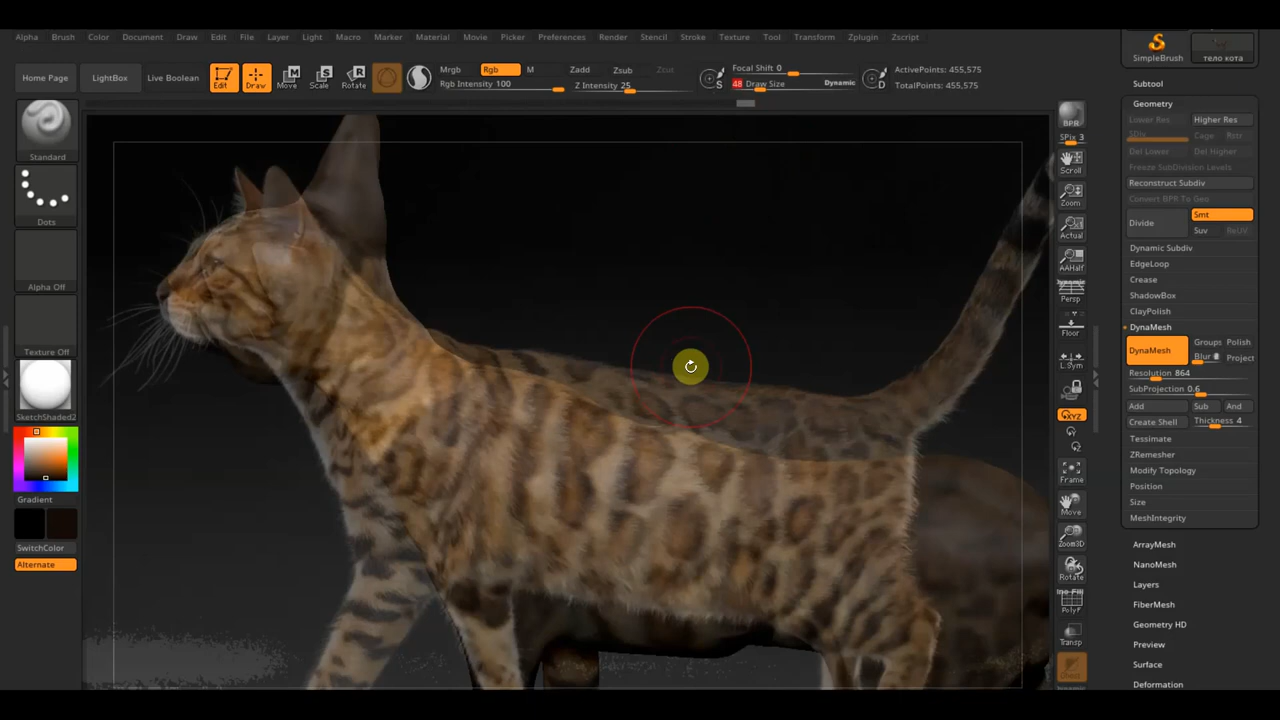 Alpha Brush Color Document Draw Edit File Layer Light Macro Marker Material Movie Picker Preferences Render Stencil Stroke Texture Tool Transform Zplugin Zscript
Home Page LightBox Live Boolean Edit Draw Move Scale Rotate
Mrgb Rgb M Zadd Zsub Zcut
Rgb Intensity 100 Z Intensity 25
Focal Shift 0
48 Draw Size Dynamic
S D
ActivePoints: 455,575
TotalPoints: 455,575
SimpleBrush тело кота
Standard
Dots
Alpha Off
Texture Off
SketchShaded2
Gradient
SwitchColor
Alternate
BPR
SPix 3
Scroll
Zoom
Actual
AAHalf
Dynamic
Persp
Floor
L.Sym
XYZ
Frame
Move
Zoom3D
Rotate
PolyF
Transp
Subtool
Geometry
Lower Res Higher Res
SDiv Cage Rstr
Del Lower Del Higher
Freeze SubDivision Levels
Reconstruct Subdiv
Convert BPR To Geo
Divide Smt
Suv ReUV
Dynamic Subdiv
EdgeLoop
Crease
ShadowBox
ClayPolish
DynaMesh
DynaMesh Groups Polish
Blur Project
Resolution 864
SubProjection 0.6
Add Sub And
Create Shell Thickness 4
Tessimate
ZRemesher
Modify Topology
Position
Size
MeshIntegrity
ArrayMesh
NanoMesh
Layers
FiberMesh
Geometry HD
Preview
Surface
Deformation